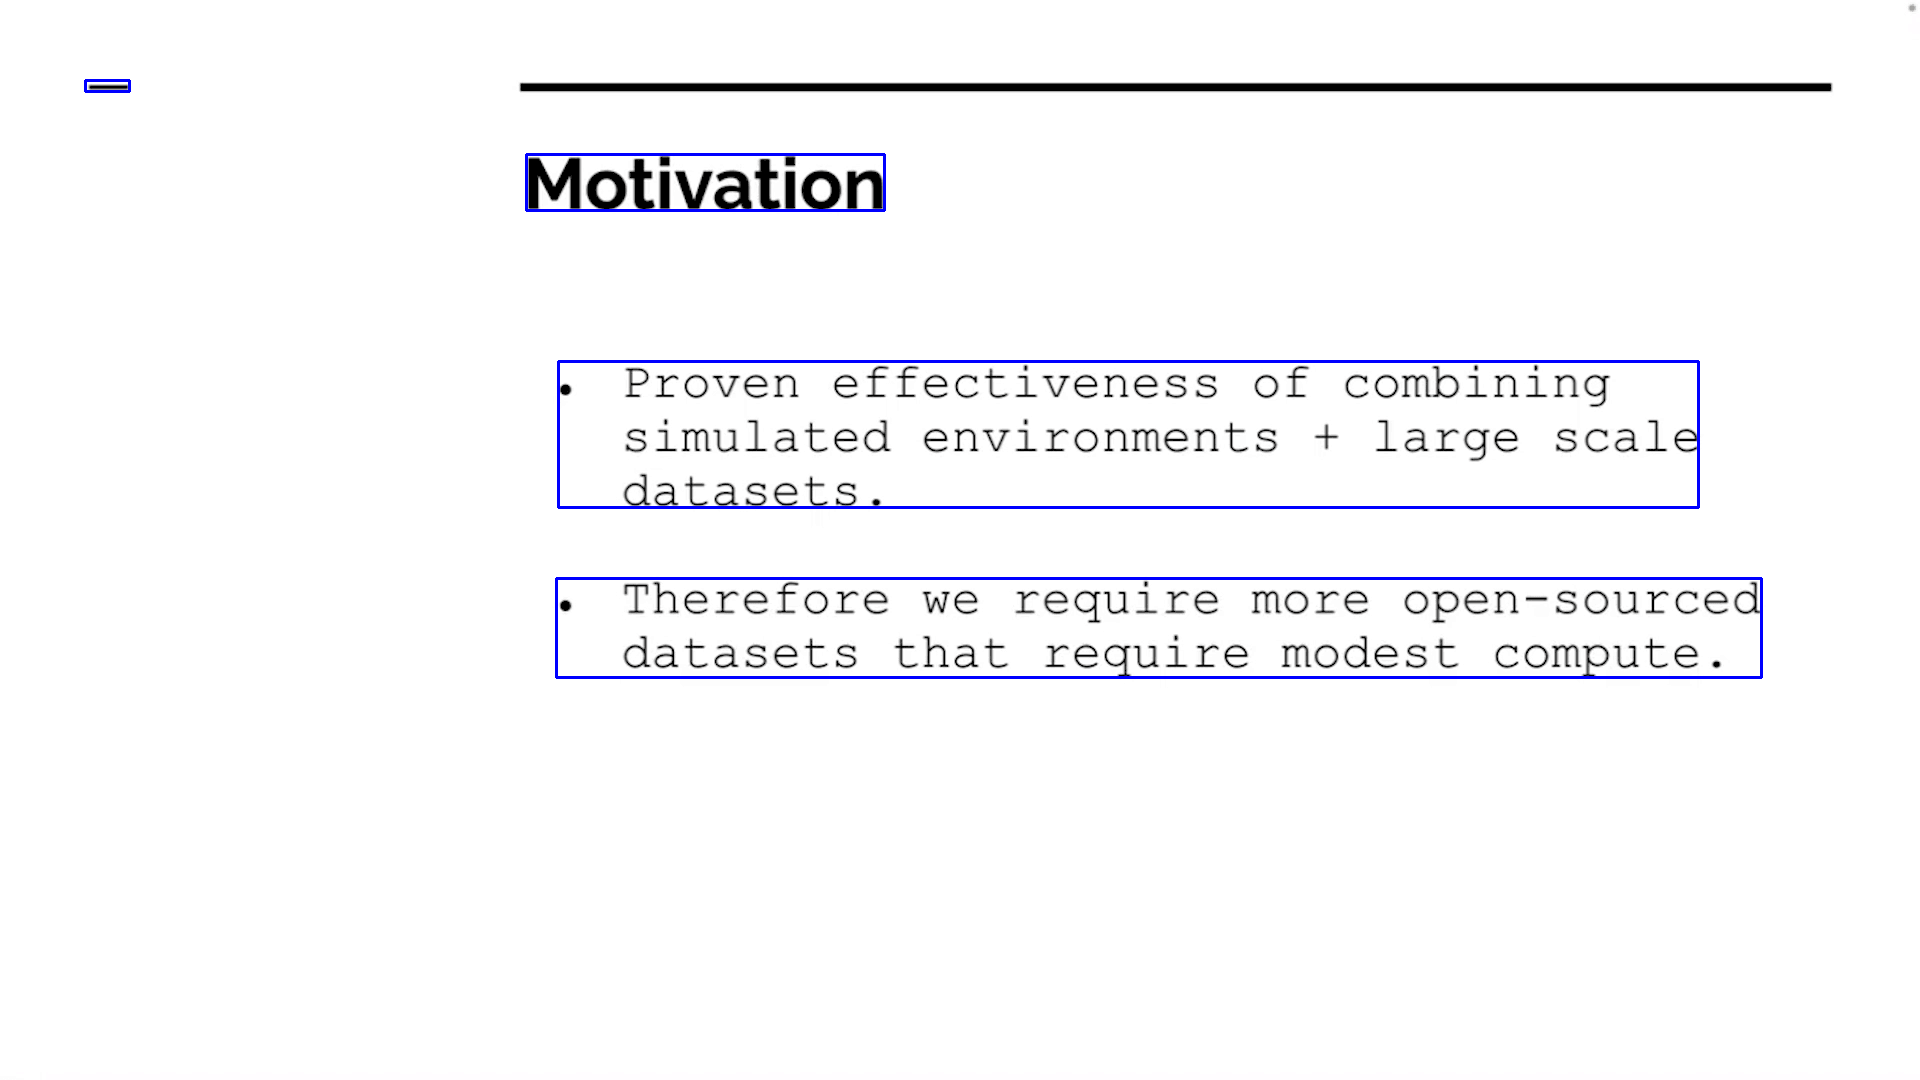 Motivation
• Proven effectiveness of combining
simulated environments + large scale
datasets.
• Therefore we require more open-sourced
datasets that require modest compute.